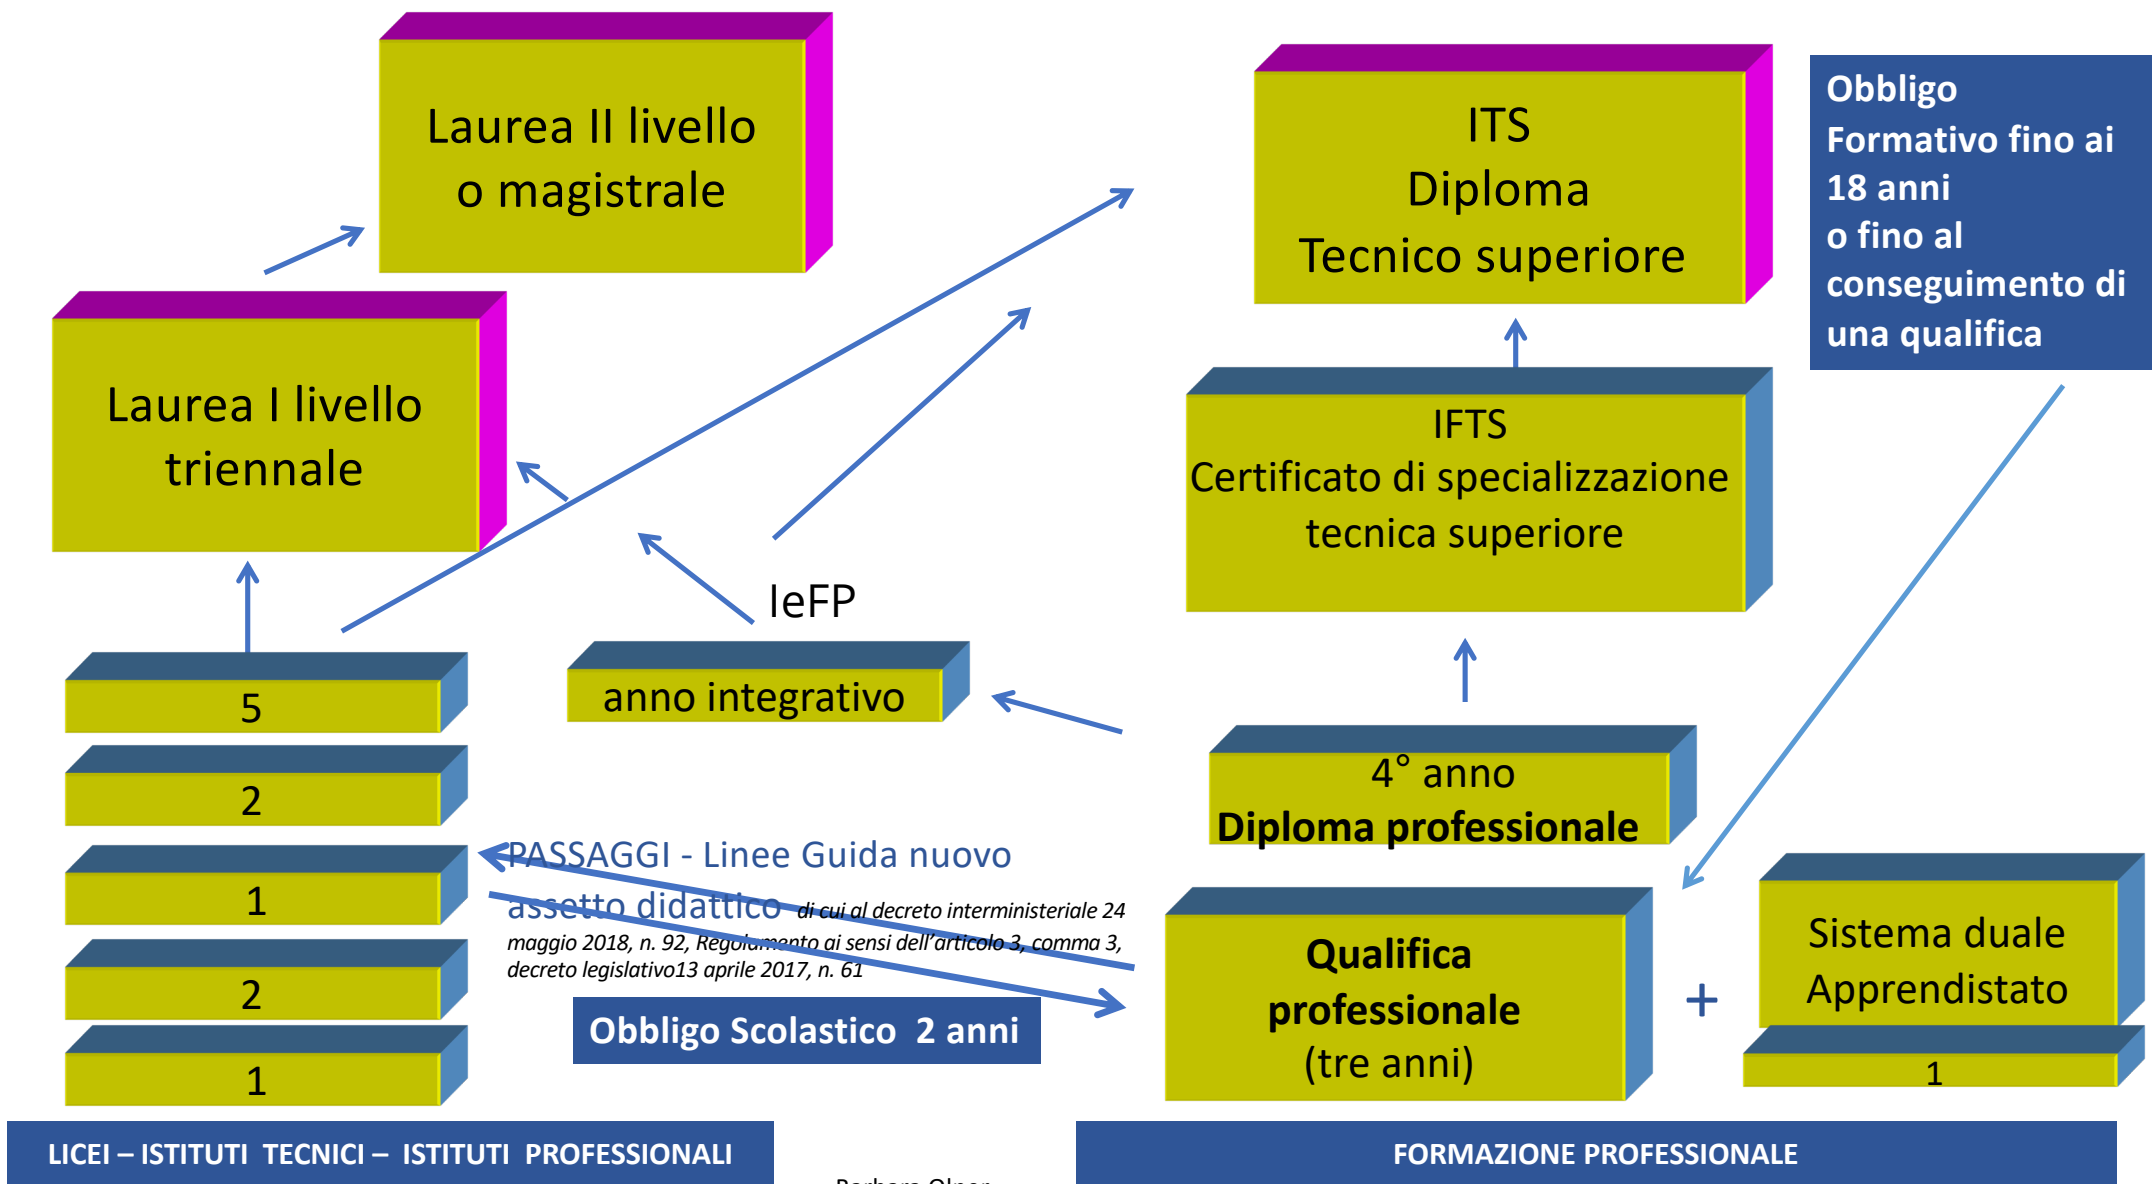 Laurea II livello
o magistrale
ITS
Diploma
Tecnico superiore
Obbligo
Formativo fino ai
18 anni
o fino al
conseguimento di
una qualifica
Laurea I livello
triennale
IFTS
Certificato di specializzazione
tecnica superiore
IeFP
anno integrativo
5
2
1
2
1
4° anno
Diploma professionale
PASSAGGI - Linee Guida nuovo
assetto didattico di cui al decreto interministeriale 24
maggio 2018, n. 92, Regolamento ai sensi dell'articolo 3, comma 3,
decreto legislativo13 aprile 2017, n. 61
Obbligo Scolastico 2 anni
Qualifica
professionale
(tre anni)
+
Sistema duale
Apprendistato
1
LICEI – ISTITUTI TECNICI – ISTITUTI PROFESSIONALI
FORMAZIONE PROFESSIONALE
Barbara